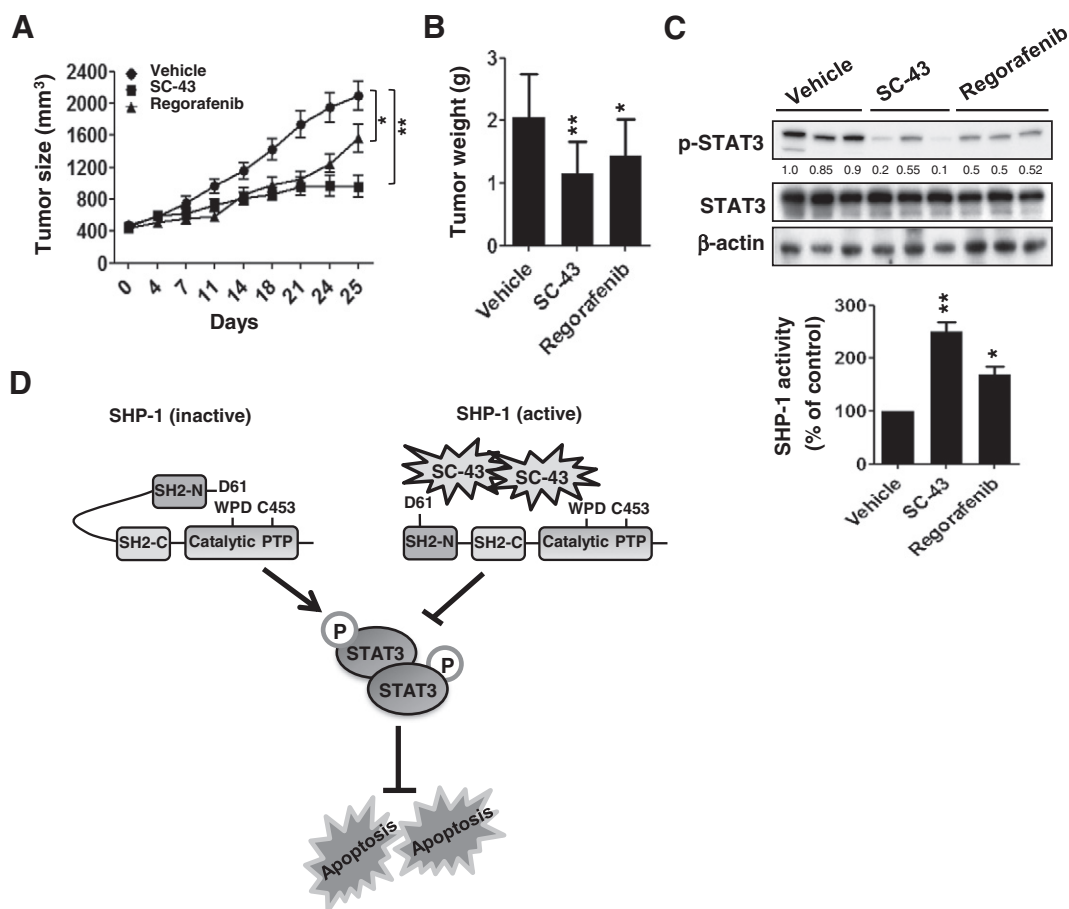 A
Tumor size (mm³)
2400
2000
1600
1200
800
400
0
Vehicle
SC-43
Regorafenib
*
**
0 4 7 11 14 18 21 24 25
Days
B
Tumor weight (g)
3
2
1
0
**
*
Vehicle
SC-43
Regorafenib
C
Vehicle SC-43 Regorafenib
p-STAT3
1.0 0.85 0.9 0.2 0.55 0.1 0.5 0.5 0.52
STAT3
β-actin
SHP-1 activity
(% of control)
300
200
100
0
**
*
Vehicle
SC-43
Regorafenib
D
SHP-1 (inactive)
SH2-N D61
WPD C453
SH2-C Catalytic PTP
SHP-1 (active)
SC-43 SC-43
D61
WPD C453
SH2-N SH2-C Catalytic PTP
P
STAT3
P
STAT3
Apoptosis Apoptosis